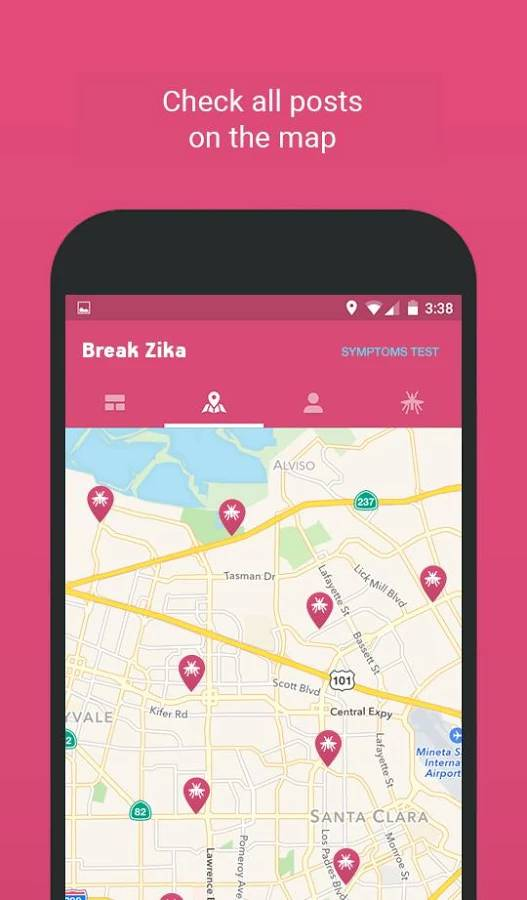 Check all posts
on the map
3:38
Break Zika
SYMPTOMS TEST
ALVISO
237
Tasman Dr
Lafayette St
Lick Mill Blvd
Bassett St
101
Scott Blvd
Kifer Rd
Central Expy
YVALE
Lafayette St
Mineta S
Interna
Airport
82
SANTA CLARA
Monroe St
Los Padres Blvd
Pomeroy Ave
Lawrence E